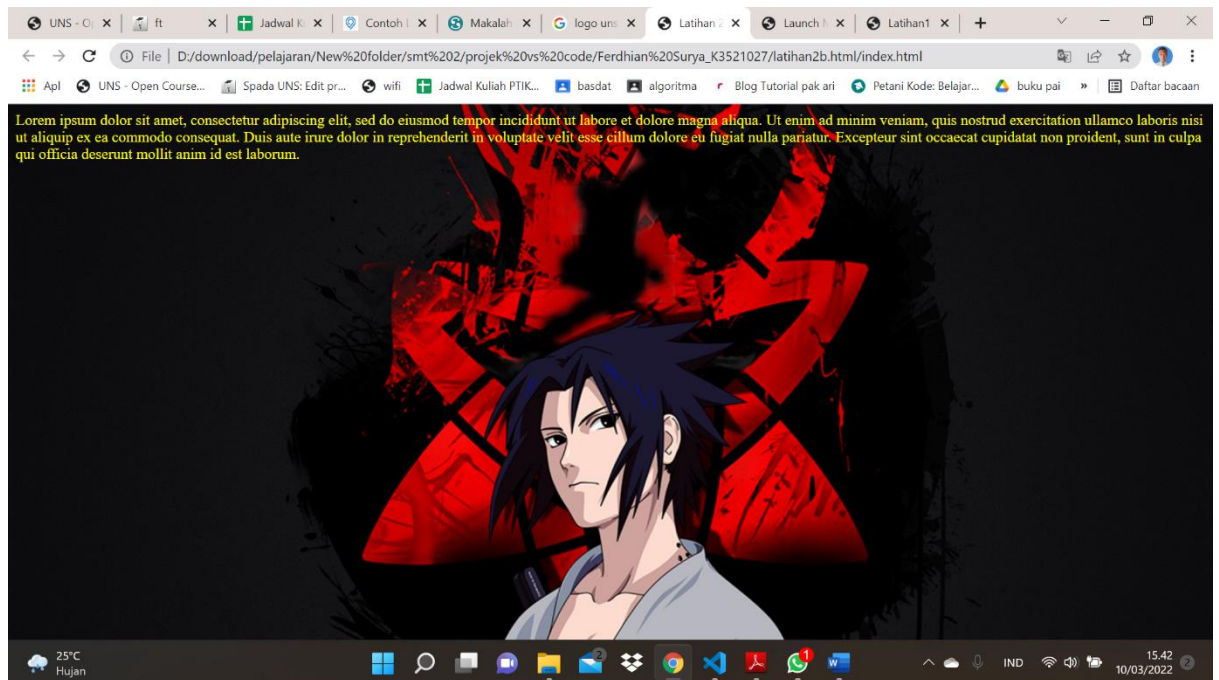 UNS - O
ft
Jadwal K
Contoh L
Makalah
logo uns
Latihan 2
Launch M
Latihan1
File | D:/download/pelajaran/New%20folder/smt%202/projek%20vs%20code/Ferdhian%20Surya_K3521027/latihan2b.html/index.html
Apl UNS - Open Course... Spada UNS: Edit pr... wifi Jadwal Kuliah PTIK... basdat algoritma Blog Tutorial pak ari Petani Kode: Belajar... buku pai » Daftar bacaan
Lorem ipsum dolor sit amet, consectetur adipiscing elit, sed do eiusmod tempor incididunt ut labore et dolore magna aliqua. Ut enim ad minim veniam, quis nostrud exercitation ullamco laboris nisi
ut aliquip ex ea commodo consequat. Duis aute irure dolor in reprehenderit in voluptate velit esse cillum dolore eu fugiat nulla pariatur. Excepteur sint occaecat cupidatat non proident, sunt in culpa
qui officia deserunt mollit anim id est laborum.
25°C
Hujan
2
1
IND
15.42
10/03/2022
2